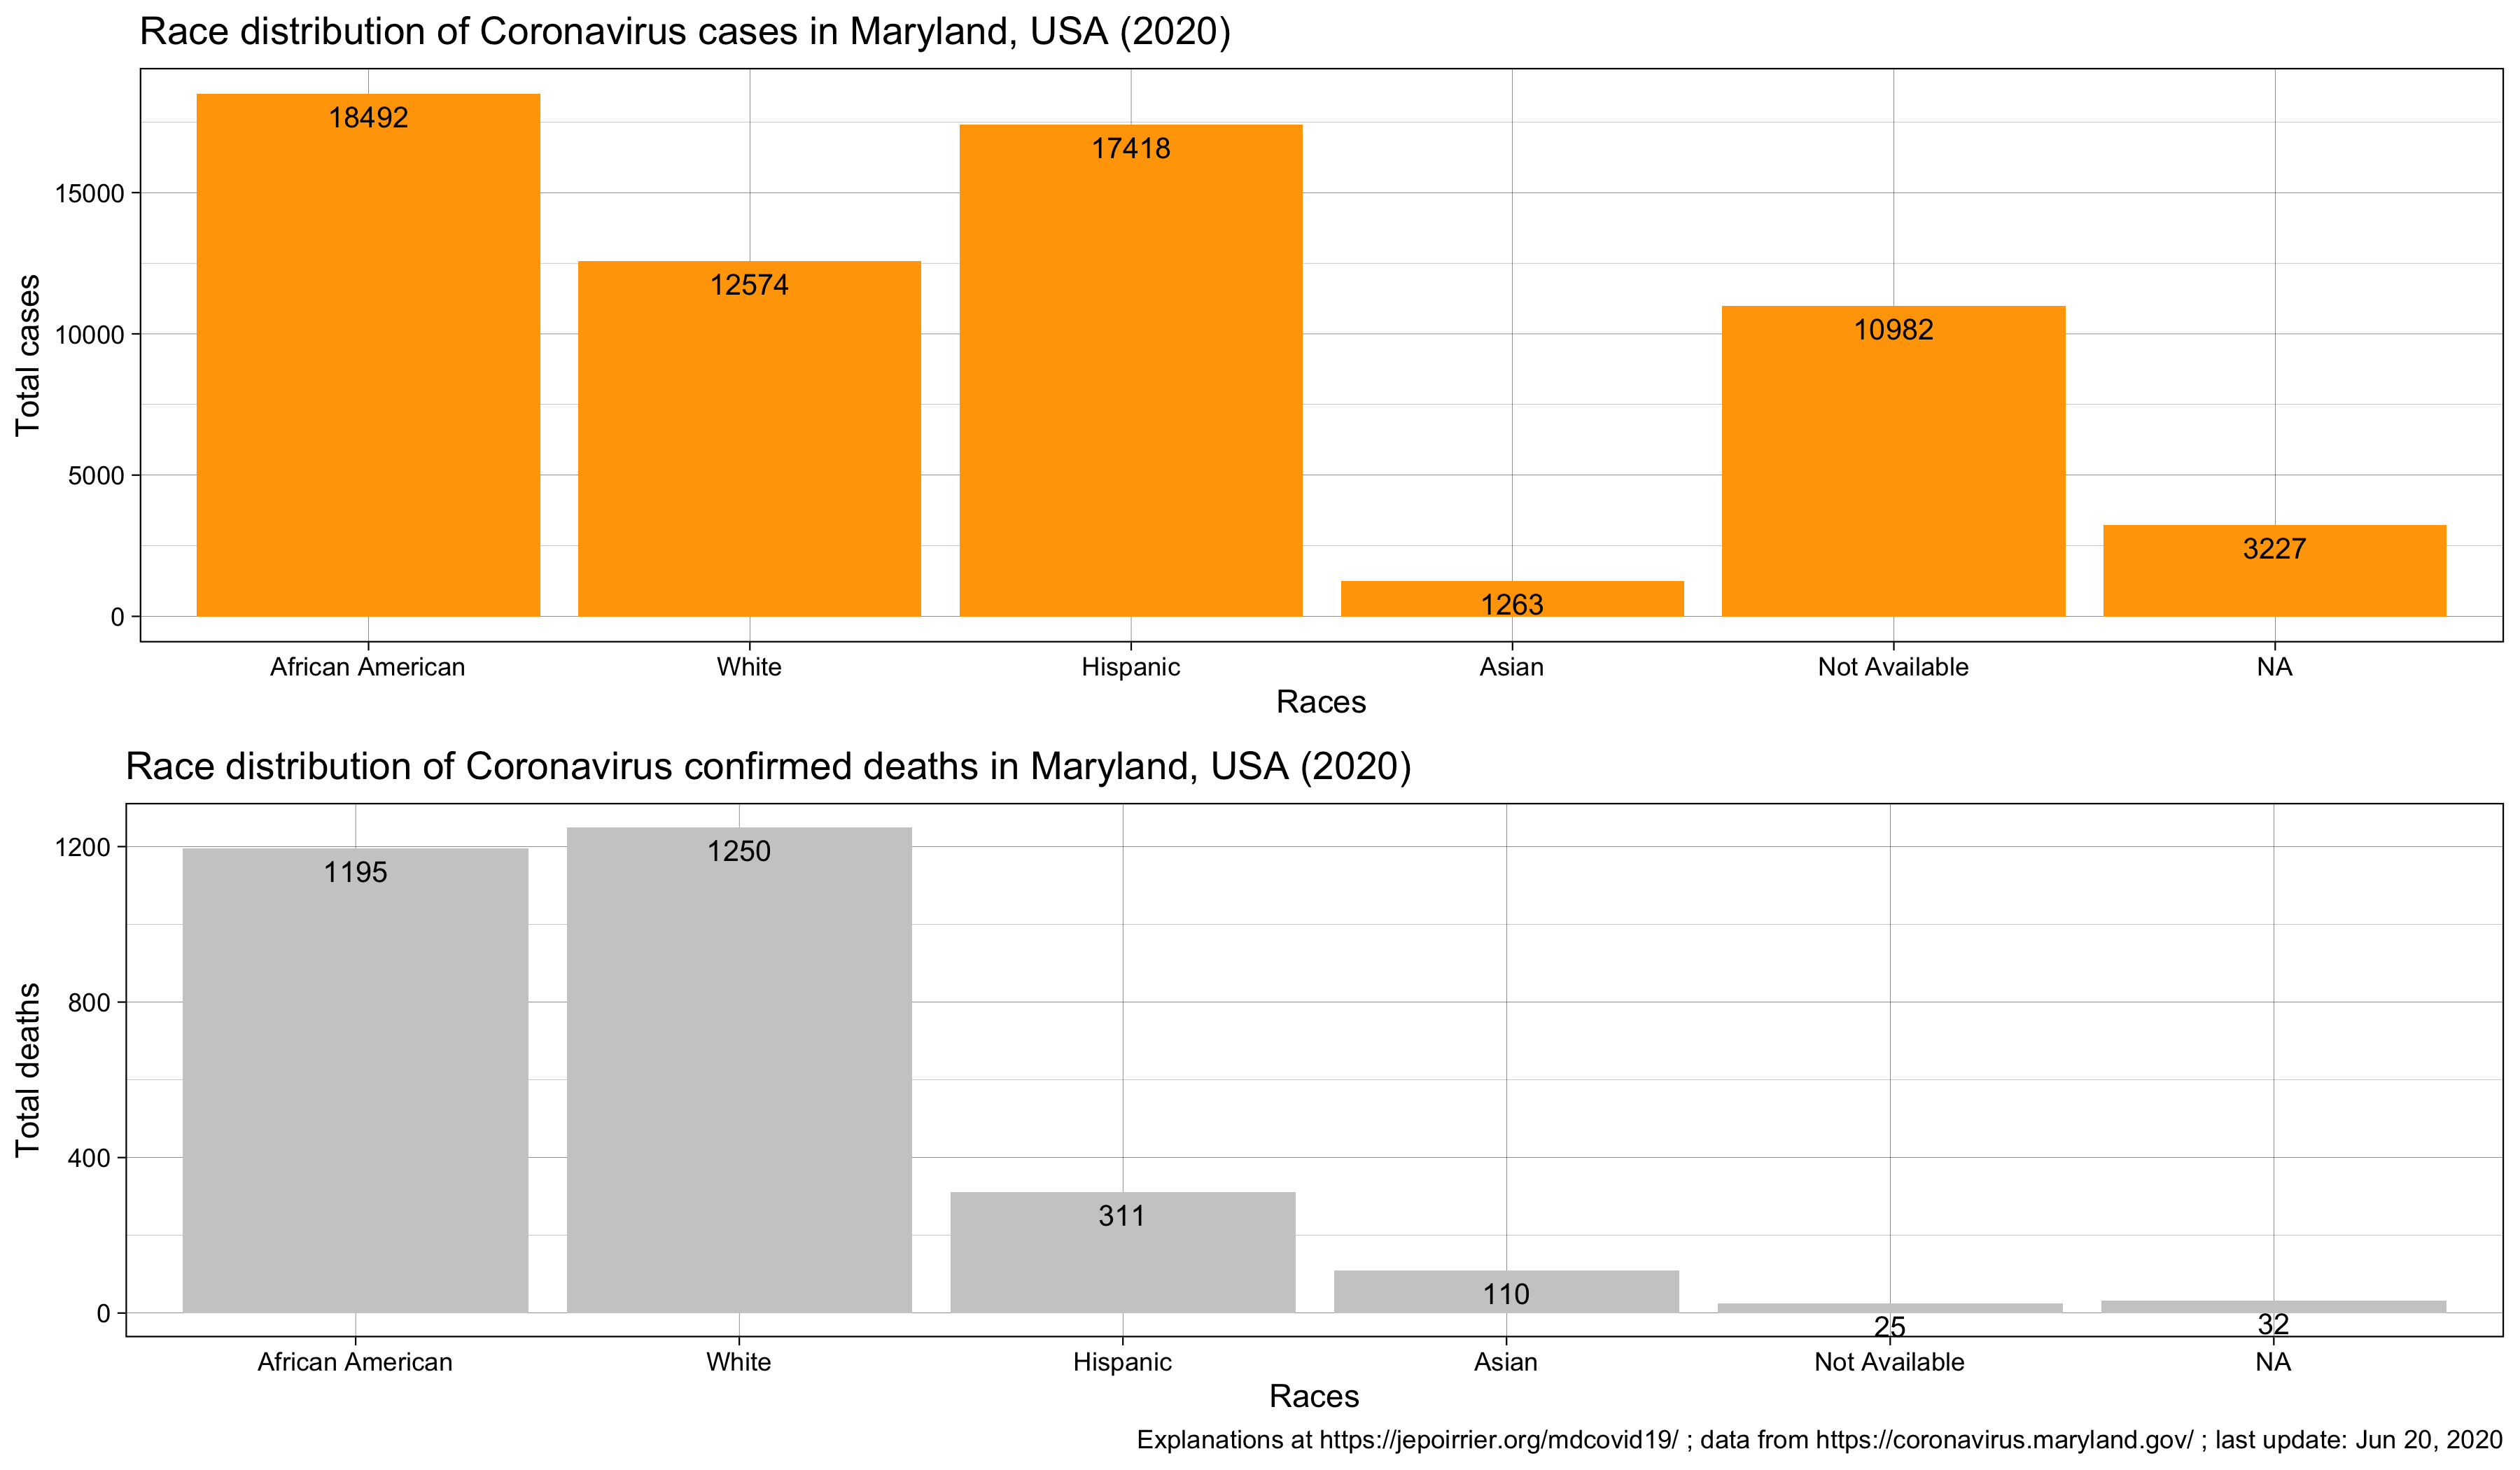 Race distribution of Coronavirus cases in Maryland, USA (2020)
18492
12574
17418
1263
10982
3227
15000
10000
5000
0
Total cases
African American White Hispanic Asian Not Available NA
Races
Race distribution of Coronavirus confirmed deaths in Maryland, USA (2020)
1195
1250
311
110
25
32
1200
800
400
0
Total deaths
African American White Hispanic Asian Not Available NA
Races
Explanations at https://jepoirrier.org/mdcovid19/ ; data from https://coronavirus.maryland.gov/ ; last update: Jun 20, 2020